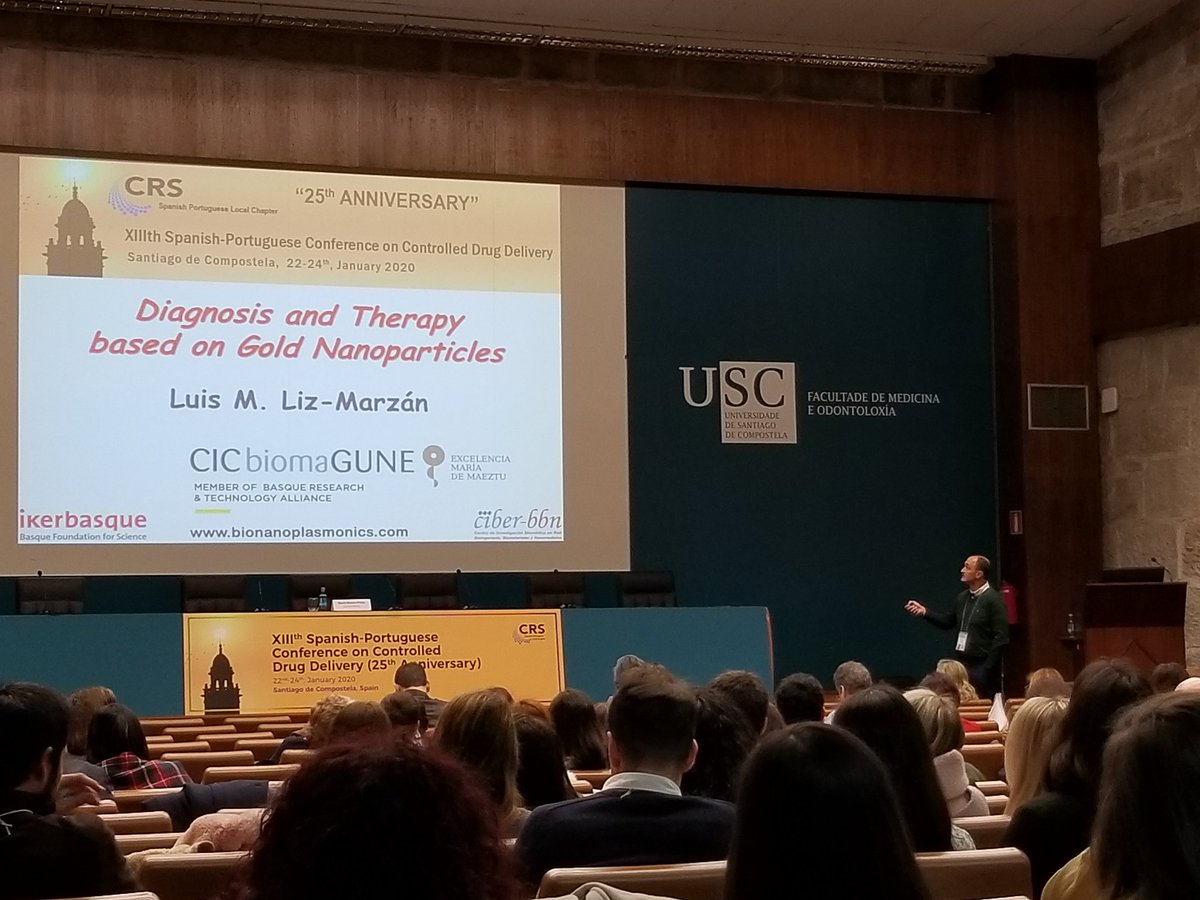 CRS
Spanish Portuguese Local Chapter
“25th ANNIVERSARY”
XIIIth Spanish-Portuguese Conference on Controlled Drug Delivery
Santiago de Compostela, 22-24th, January 2020
Diagnosis and Therapy
based on Gold Nanoparticles
Luis M. Liz-Marzán
CICbiomaGUNE
MEMBER OF BASQUE RESEARCH
& TECHNOLOGY ALLIANCE
EXCELENCIA
MARÍA
DE MAEZTU
ikerbasque
Basque Foundation for Science
www.bionanoplasmonics.com
ciber-bbn
USC
UNIVERSIDADE
DE SANTIAGO
DE COMPOSTELA
FACULTADE DE MEDICINA
E ODONTOLOXÍA
XIIIth Spanish-Portuguese
Conference on Controlled
Drug Delivery (25th Anniversary)
22nd-24th, January 2020
Santiago de Compostela, Spain
CRS